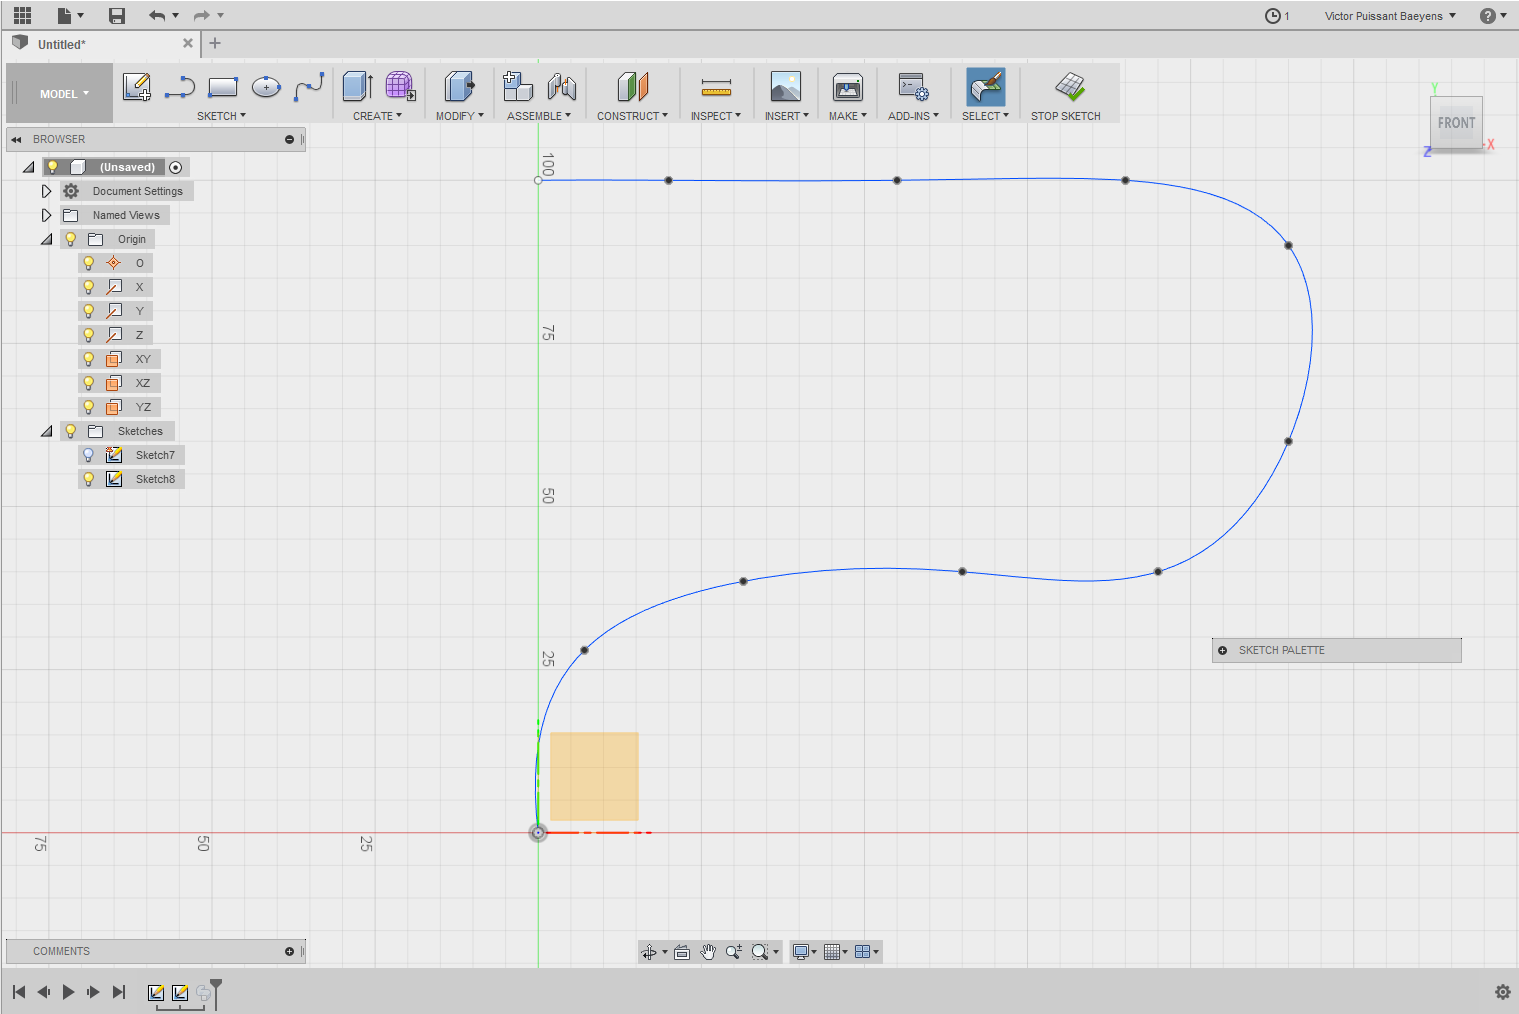 1 Victor Puissant Baeyens
Untitled*
MODEL
SKETCH CREATE MODIFY ASSEMBLE CONSTRUCT INSPECT INSERT MAKE ADD-INS SELECT STOP SKETCH
Y
FRONT
X
Z
BROWSER
(Unsaved)
Document Settings
Named Views
Origin
O
X
Y
Z
XY
XZ
YZ
Sketches
Sketch7
Sketch8
100
75
50
25
SKETCH PALETTE
75 50 25
COMMENTS